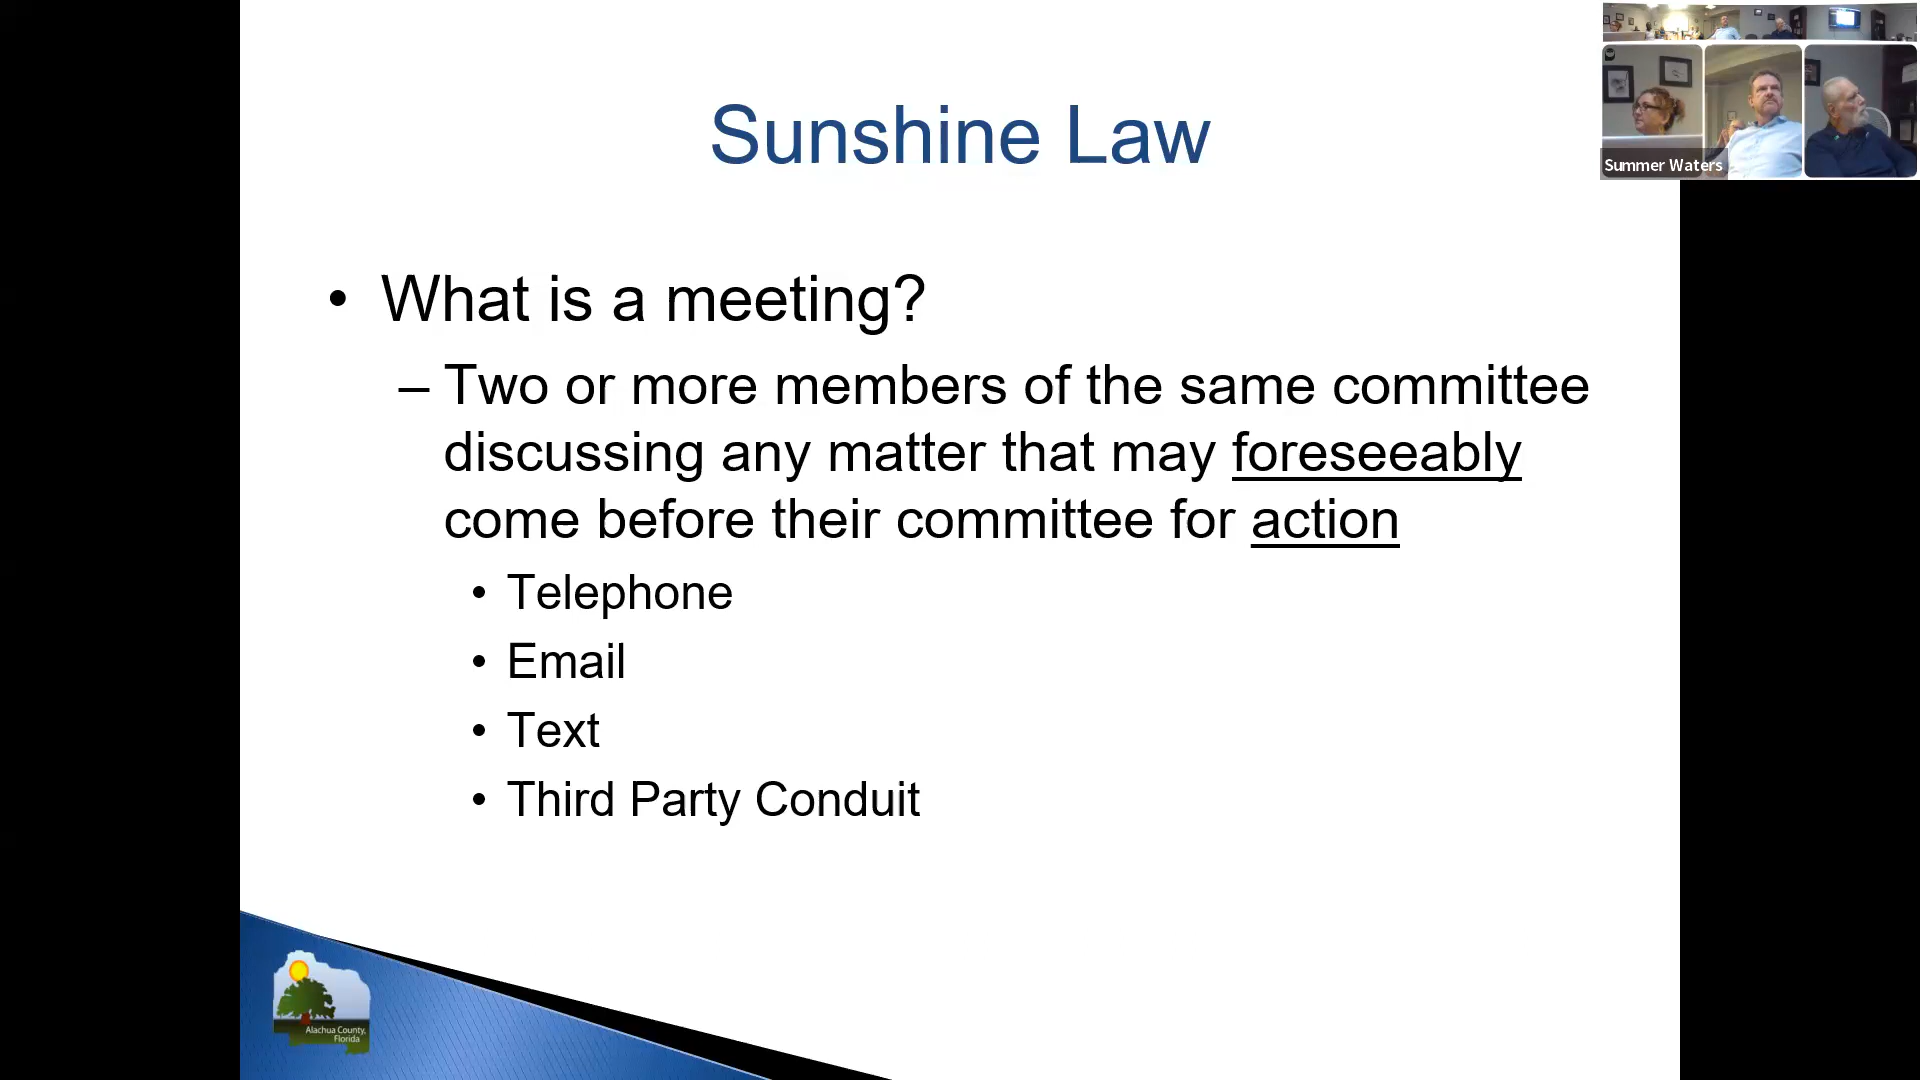 Sunshine Law
Summer Waters
• What is a meeting?
– Two or more members of the same committee
discussing any matter that may foreseeably
come before their committee for action
• Telephone
• Email
• Text
• Third Party Conduit
Alachua County,
Florida